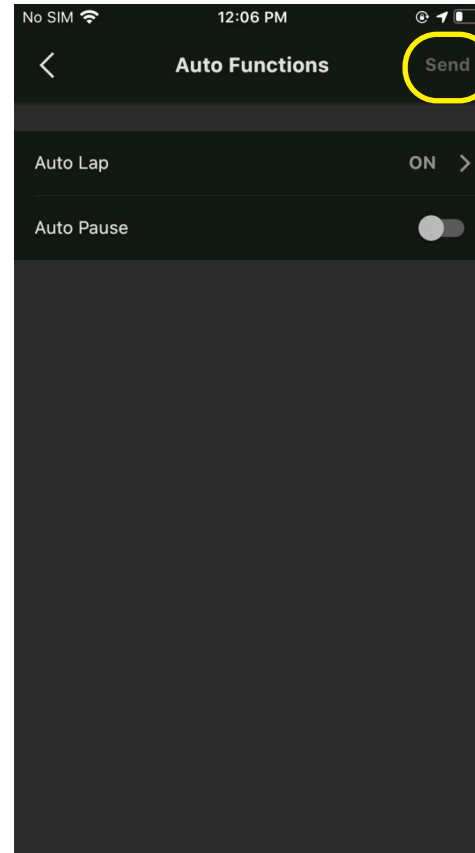 No SIM 12:06 PM
Auto Functions Send
Auto Lap ON
Auto Pause